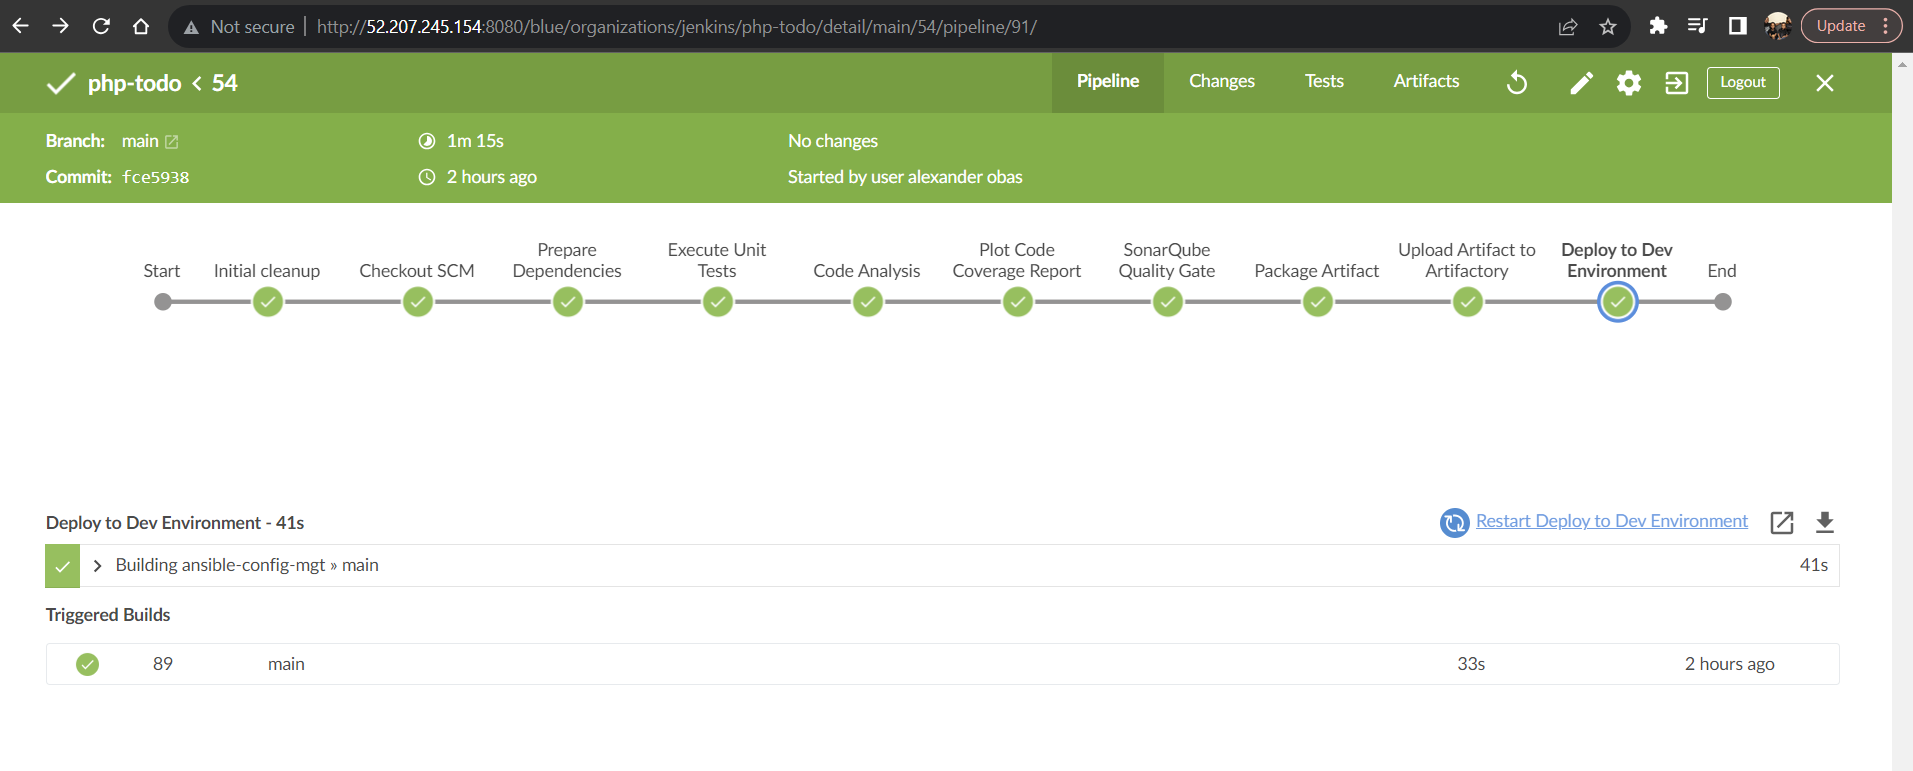 Not secure http://52.207.245.154:8080/blue/organizations/jenkins/php-todo/detail/main/54/pipeline/91/ Update
php-todo < 54 Pipeline Changes Tests Artifacts Logout
Branch: main 1m 15s No changes
Commit: fce5938 2 hours ago Started by user alexander obas
Start
Initial cleanup
Checkout SCM
Prepare
Dependencies
Execute Unit
Tests
Code Analysis
Plot Code
Coverage Report
SonarQube
Quality Gate
Package Artifact
Upload Artifact to
Artifactory
Deploy to Dev
Environment
End
Deploy to Dev Environment - 41s Restart Deploy to Dev Environment
Building ansible-config-mgt » main 41s
Triggered Builds
89 main 33s 2 hours ago